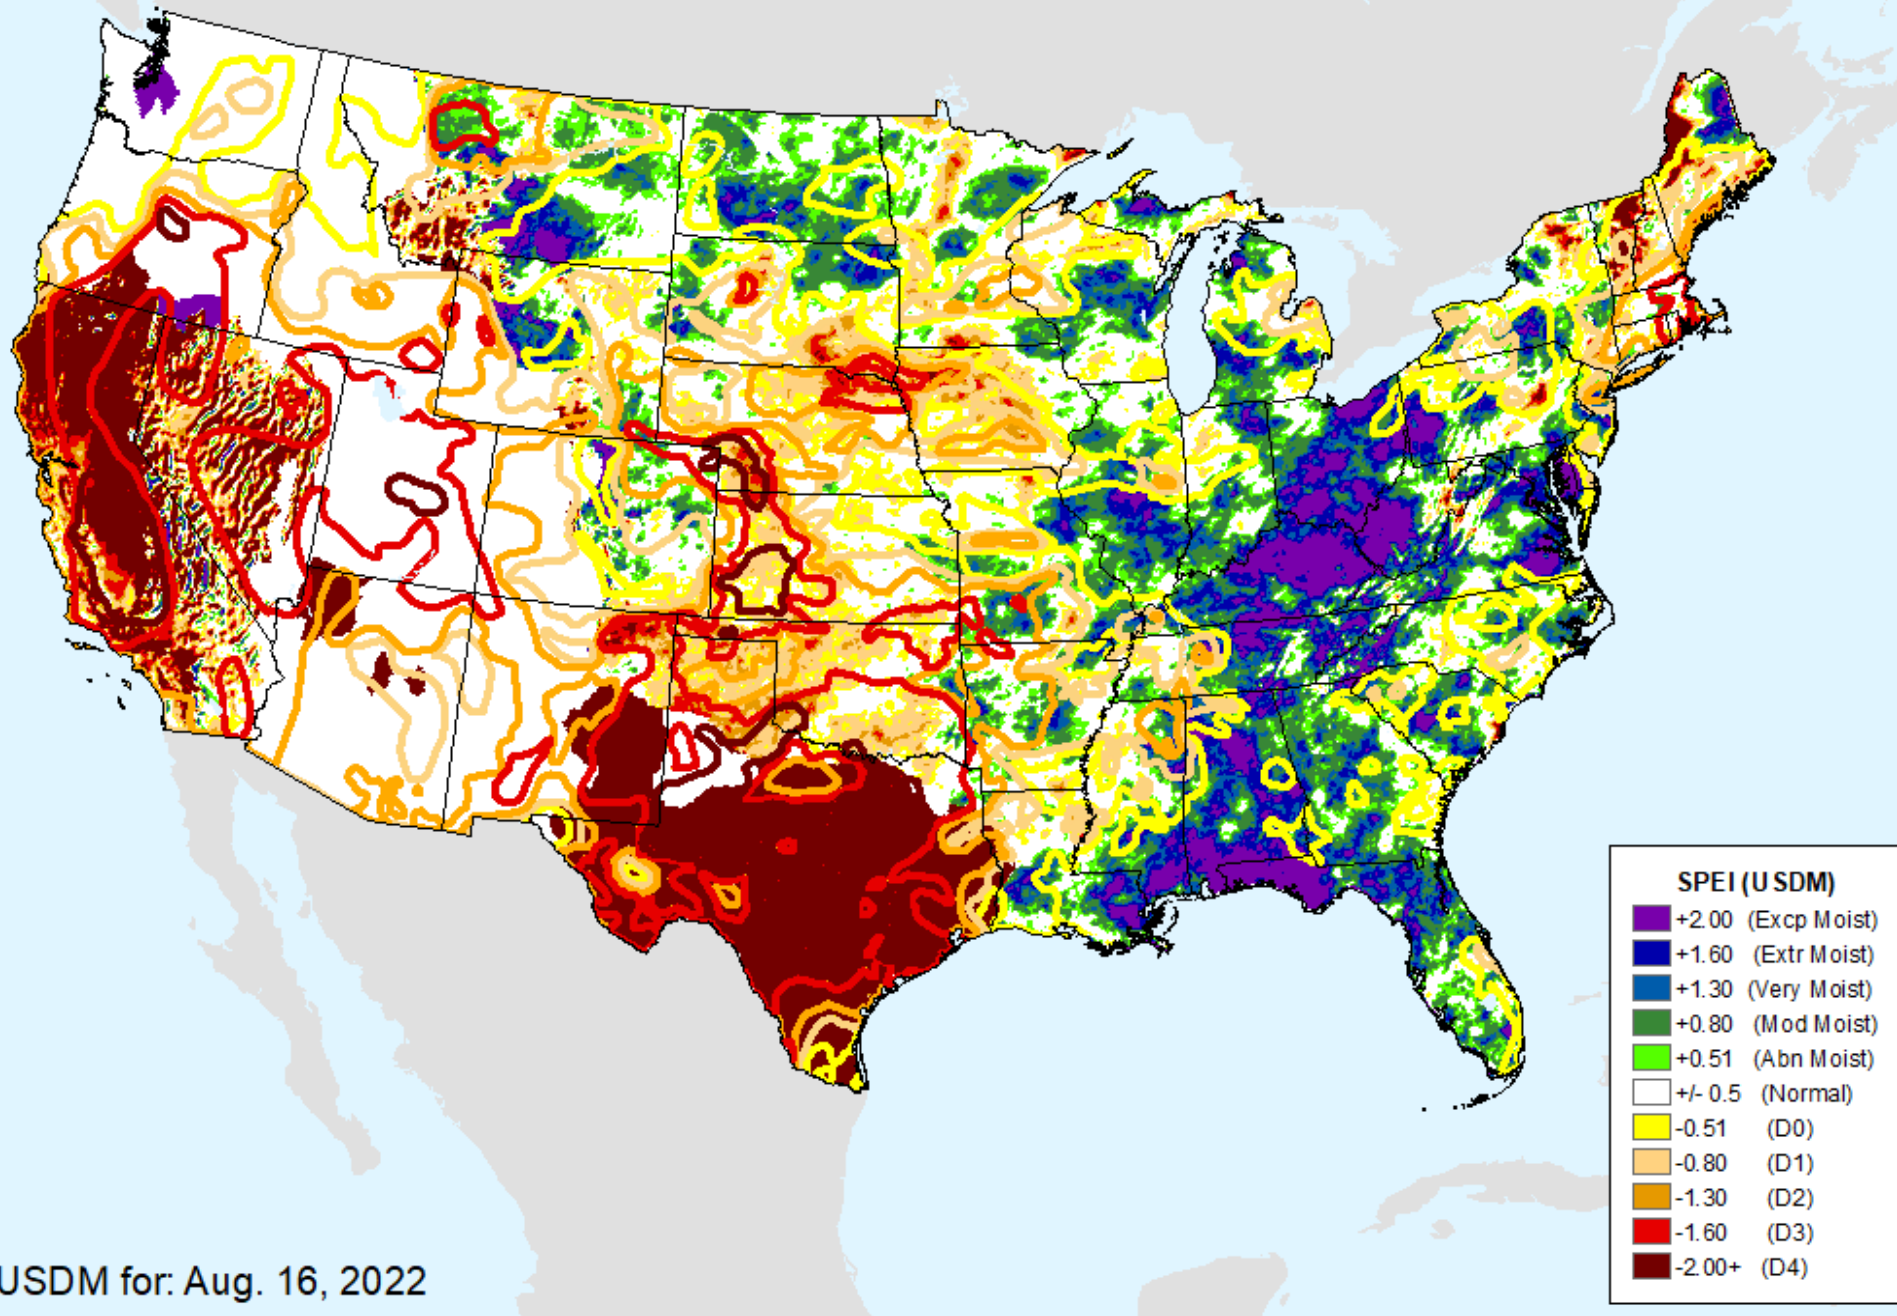 SPEI (USDM)
+2.00 (Excp Moist)
+1.60 (Extr Moist)
+1.30 (Very Moist)
+0.80 (Mod Moist)
+0.51 (Abn Moist)
+/- 0.5 (Normal)
-0.51 (D0)
-0.80 (D1)
-1.30 (D2)
-1.60 (D3)
-2.00+ (D4)
USDM for: Aug. 16, 2022